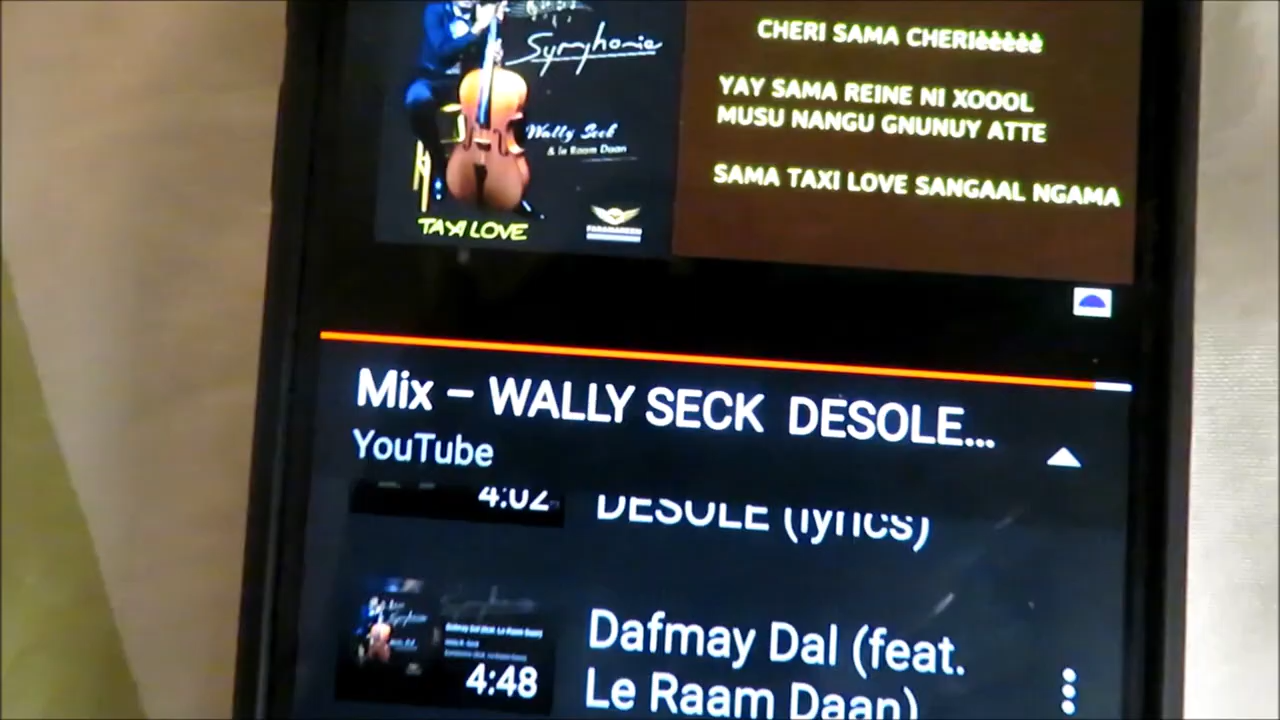 Symphonie
Wally Seck
& le Raam Daan
TAXI LOVE
CHERI SAMA CHERIèèèèè
YAY SAMA REINE NI XOOOL
MUSU NANGU GNUNUY ATTE
SAMA TAXI LOVE SANGAAL NGAMA
Mix – WALLY SECK DESOLE...
YouTube
4:02
DESOLE (lyrics)
4:48
Dafmay Dal (feat.
Le Raam Daan)